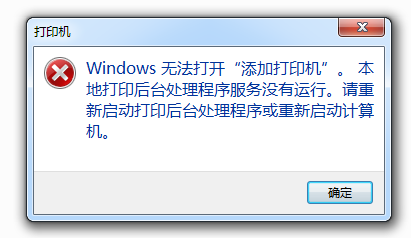 打印机
Windows 无法打开“添加打印机”。 本
地打印后台处理程序服务没有运行。请重
新启动打印后台处理程序或重新启动计算
机。
确定